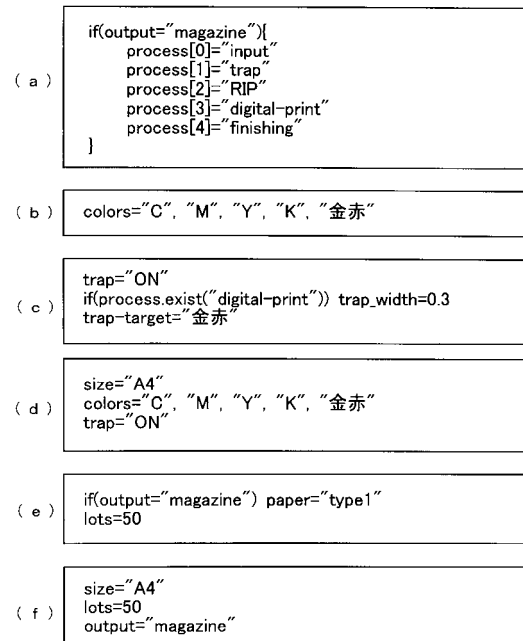 ( a )
if(output="magazine"){
process[0]="input"
process[1]="trap"
process[2]="RIP"
process[3]="digital-print"
process[4]="finishing"
}
( b )
colors="C", "M", "Y", "K", "金赤"
( c )
trap="ON"
if(process.exist("digital-print")) trap_width=0.3
trap-target="金赤"
( d )
size="A4"
colors="C", "M", "Y", "K", "金赤"
trap="ON"
( e )
if(output="magazine") paper="type1"
lots=50
( f )
size="A4"
lots=50
output="magazine"